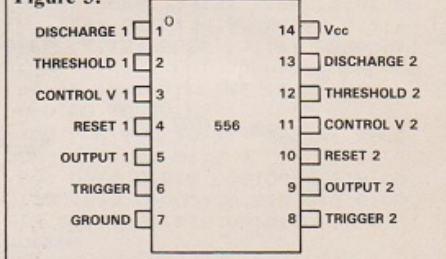 Figure 3.
DISCHARGE 1 1 14 Vcc
THRESHOLD 1 2 13 DISCHARGE 2
CONTROL V 1 3 12 THRESHOLD 2
RESET 1 4 556 11 CONTROL V 2
OUTPUT 1 5 10 RESET 2
TRIGGER 6 9 OUTPUT 2
GROUND 7 8 TRIGGER 2